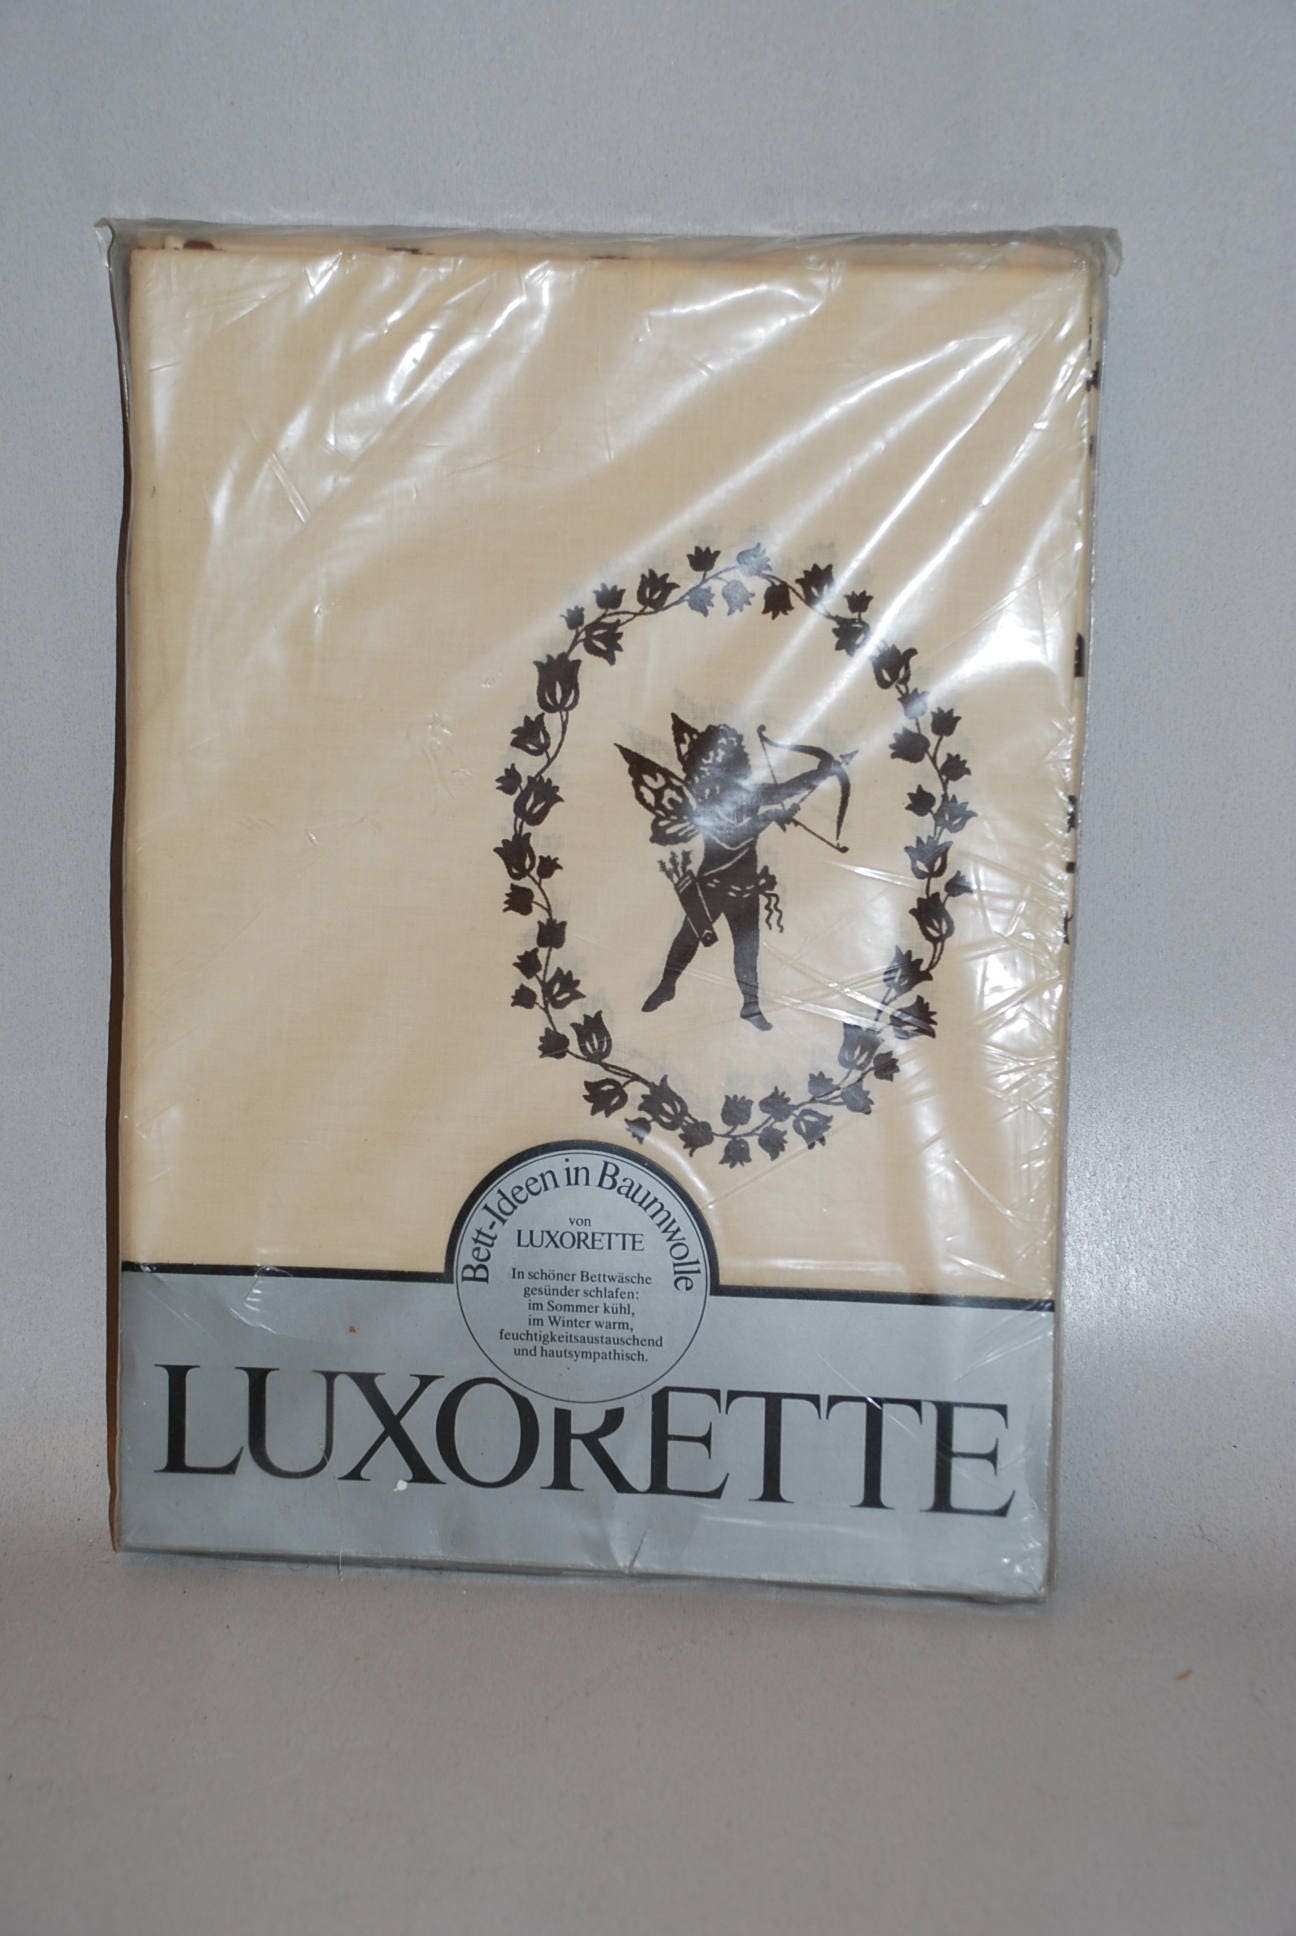 Bett-Ideen in Baumwolle
von
LUXORETTE
In schöner Bettwäsche
gesünder schlafen:
im Sommer kühl,
im Winter warm,
feuchtigkeitsaustauschend
und hautsympathisch.
LUXORETTE